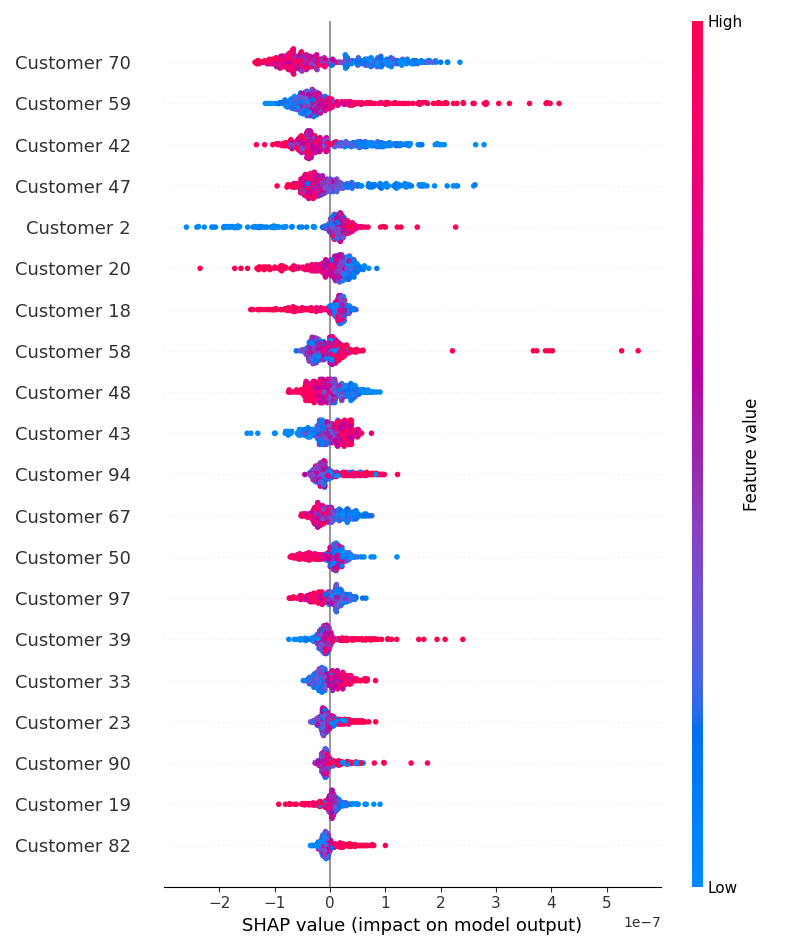 High
Customer 70
Customer 59
Customer 42
Customer 47
Customer 2
Customer 20
Customer 18
Customer 58
Customer 48
Customer 43
Customer 94
Customer 67
Customer 50
Customer 97
Customer 39
Customer 33
Customer 23
Customer 90
Customer 19
Customer 82
Feature value
Low
−2 −1 0 1 2 3 4 5
1e−7
SHAP value (impact on model output)